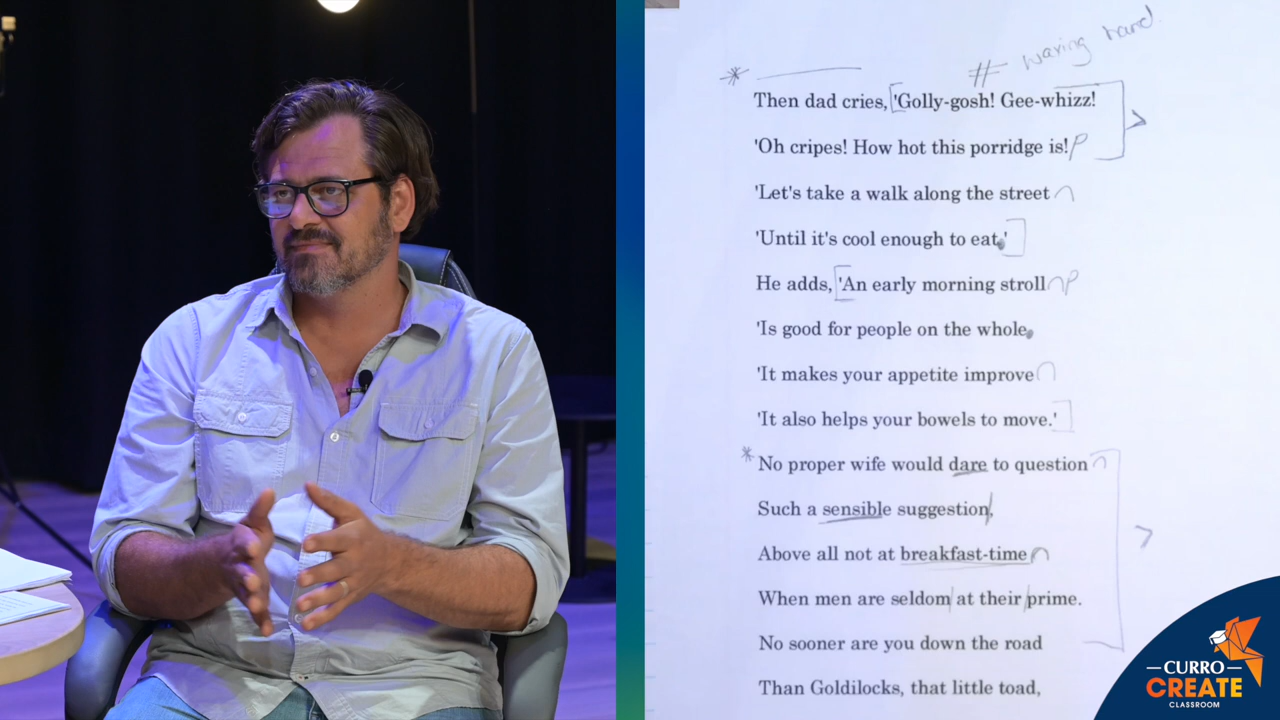 # waving hand.
Then dad cries, 'Golly-gosh! Gee-whizz!
'Oh cripes! How hot this porridge is!
'Let's take a walk along the street
'Until it's cool enough to eat.'
He adds, 'An early morning stroll
'Is good for people on the whole.
'It makes your appetite improve
'It also helps your bowels to move.'
No proper wife would dare to question
Such a sensible suggestion,
Above all not at breakfast-time
When men are seldom at their prime.
No sooner are you down the road
Than Goldilocks, that little toad,
CURRO
CREATE
CLASSROOM